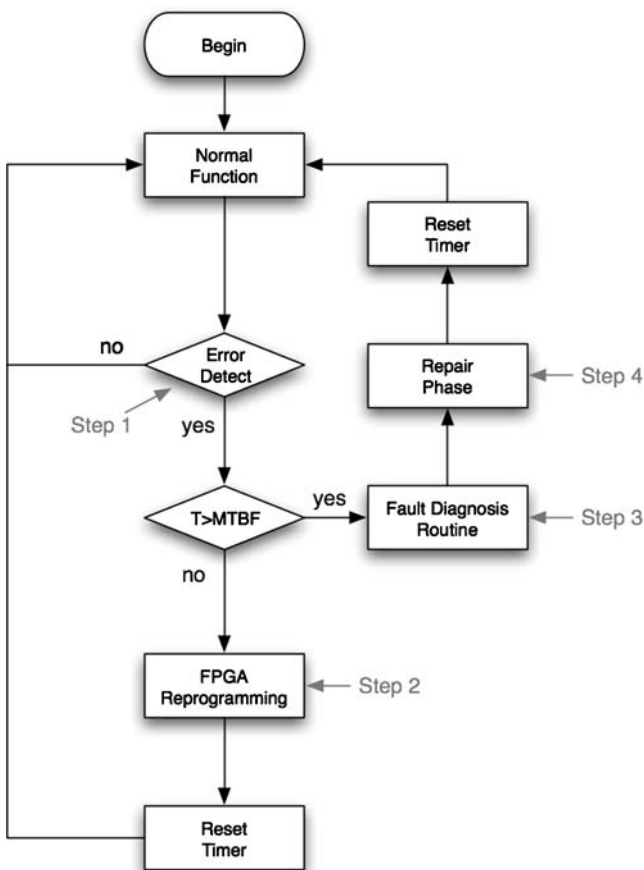 Begin
Normal
Function
Reset
Timer
no
Error
Detect
Repair
Phase
Step 4
Step 1
yes
T>MTBF
yes
Fault Diagnosis
Routine
Step 3
no
FPGA
Reprogramming
Step 2
Reset
Timer